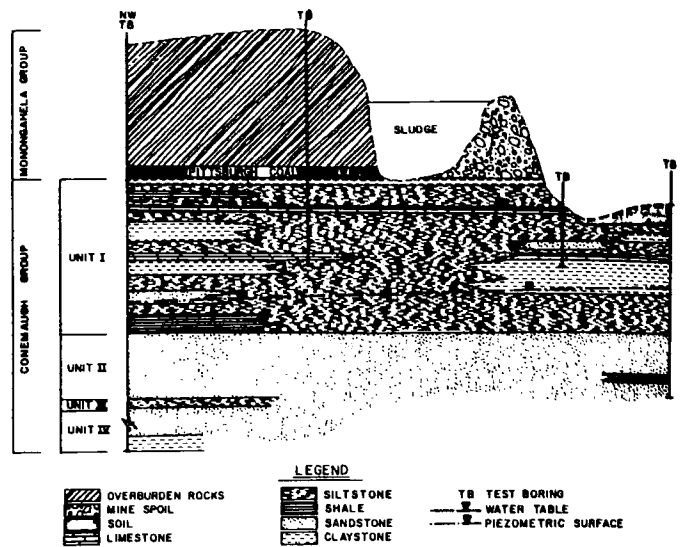 NW
TB
TB
MONONGAHELA GROUP
SLUDGE
PITTSBURGH COAL
TB
TB
CONEMAUGH GROUP
UNIT I
UNIT II
UNIT III
UNIT IV
LEGEND
OVERBURDEN ROCKS
MINE SPOIL
SOIL
LIMESTONE
SILTSTONE
SHALE
SANDSTONE
CLAYSTONE
TB TEST BORING
WATER TABLE
PIEZOMETRIC SURFACE